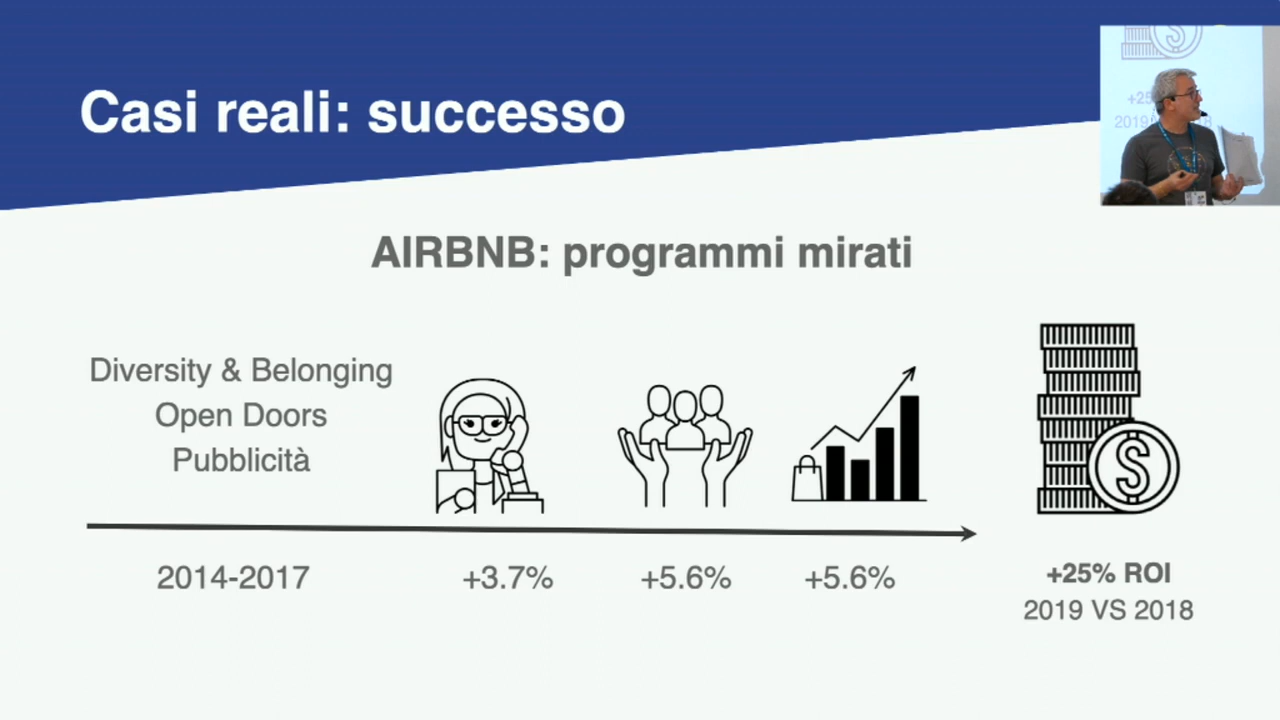 Casi reali: successo
AIRBNB: programmi mirati
Diversity & Belonging
Open Doors
Pubblicità
2014-2017
+3.7%
+5.6%
+5.6%
+25% ROI
2019 VS 2018